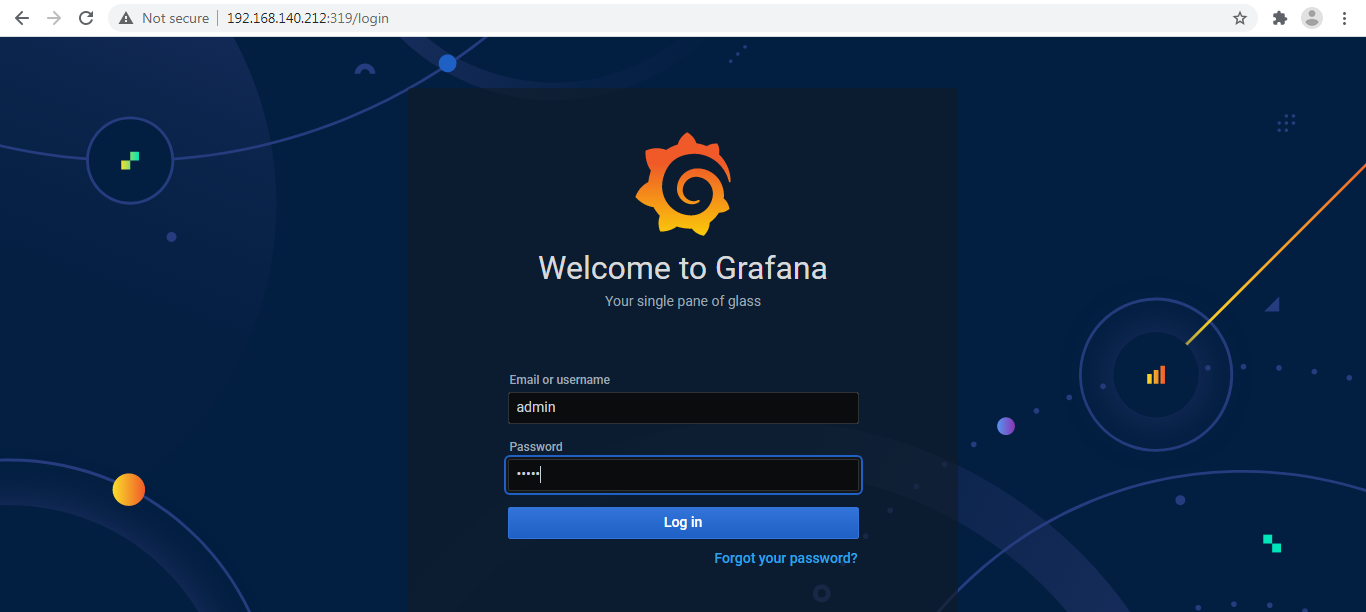 Not secure
192.168.140.212:319/login
Welcome to Grafana
Your single pane of glass
Email or username
admin
Password
•••••
Log in
Forgot your password?